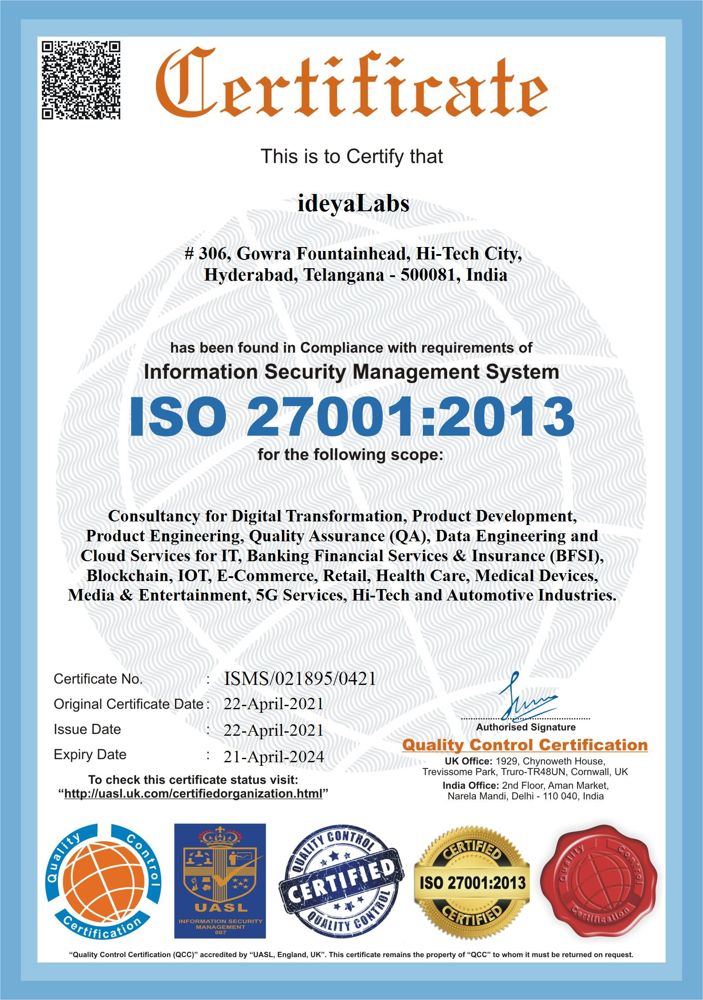 Certificate
This is to Certify that
ideyaLabs
# 306, Gowra Fountainhead, Hi-Tech City,
Hyderabad, Telangana - 500081, India
has been found in Compliance with requirements of
Information Security Management System
ISO 27001:2013
for the following scope:
Consultancy for Digital Transformation, Product Development,
Product Engineering, Quality Assurance (QA), Data Engineering and
Cloud Services for IT, Banking Financial Services & Insurance (BFSI),
Blockchain, IOT, E-Commerce, Retail, Health Care, Medical Devices,
Media & Entertainment, 5G Services, Hi-Tech and Automotive Industries.
Certificate No. : ISMS/021895/0421
Original Certificate Date : 22-April-2021
Issue Date : 22-April-2021
Expiry Date : 21-April-2024
To check this certificate status visit:
“http://uasl.uk.com/certifiedorganization.html”
Authorised Signature
Quality Control Certification
UK Office: 1929, Chynoweth House,
Trevissome Park, Truro-TR48UN, Cornwall, UK
India Office: 2nd Floor, Aman Market,
Narela Mandi, Delhi - 110 040, India
Quality Control Certification
UASL
INFORMATION SECURITY
MANAGEMENT
007
QUALITY CONTROL
CERTIFIED
QUALITY CONTROL
CERTIFIED
ISO 27001:2013
CERTIFIED
Quality Control Certification
“Quality Control Certification (QCC)” accredited by “UASL, England, UK”. This certificate remains the property of “QCC” to whom it must be returned on request.